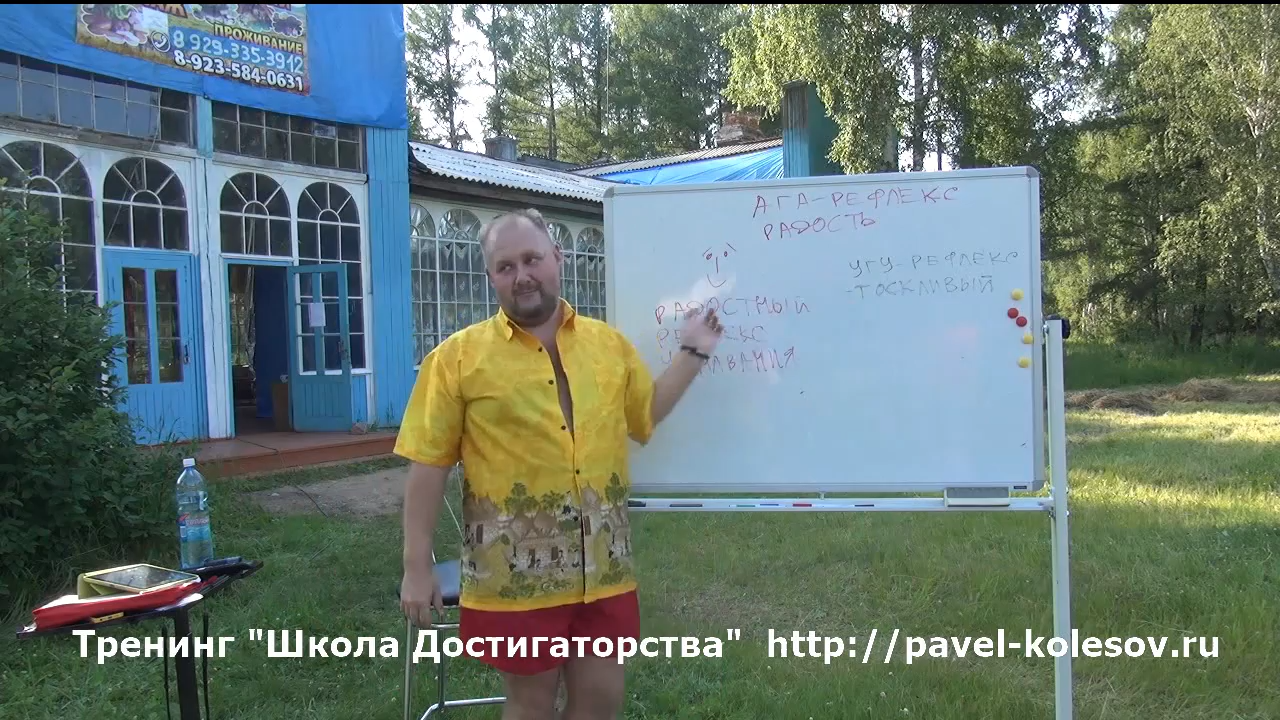 ПРОЖИВАНИЕ
8 929-335-3912
8-923-584-0631
АГА-РЕФЛЕКС
РАДОСТЬ
УГУ-РЕФЛЕКС
-ТОСКЛИВЫЙ
РАДОСТНЫЙ
Тренинг "Школа Достигаторства" http://pavel-kolesov.ru